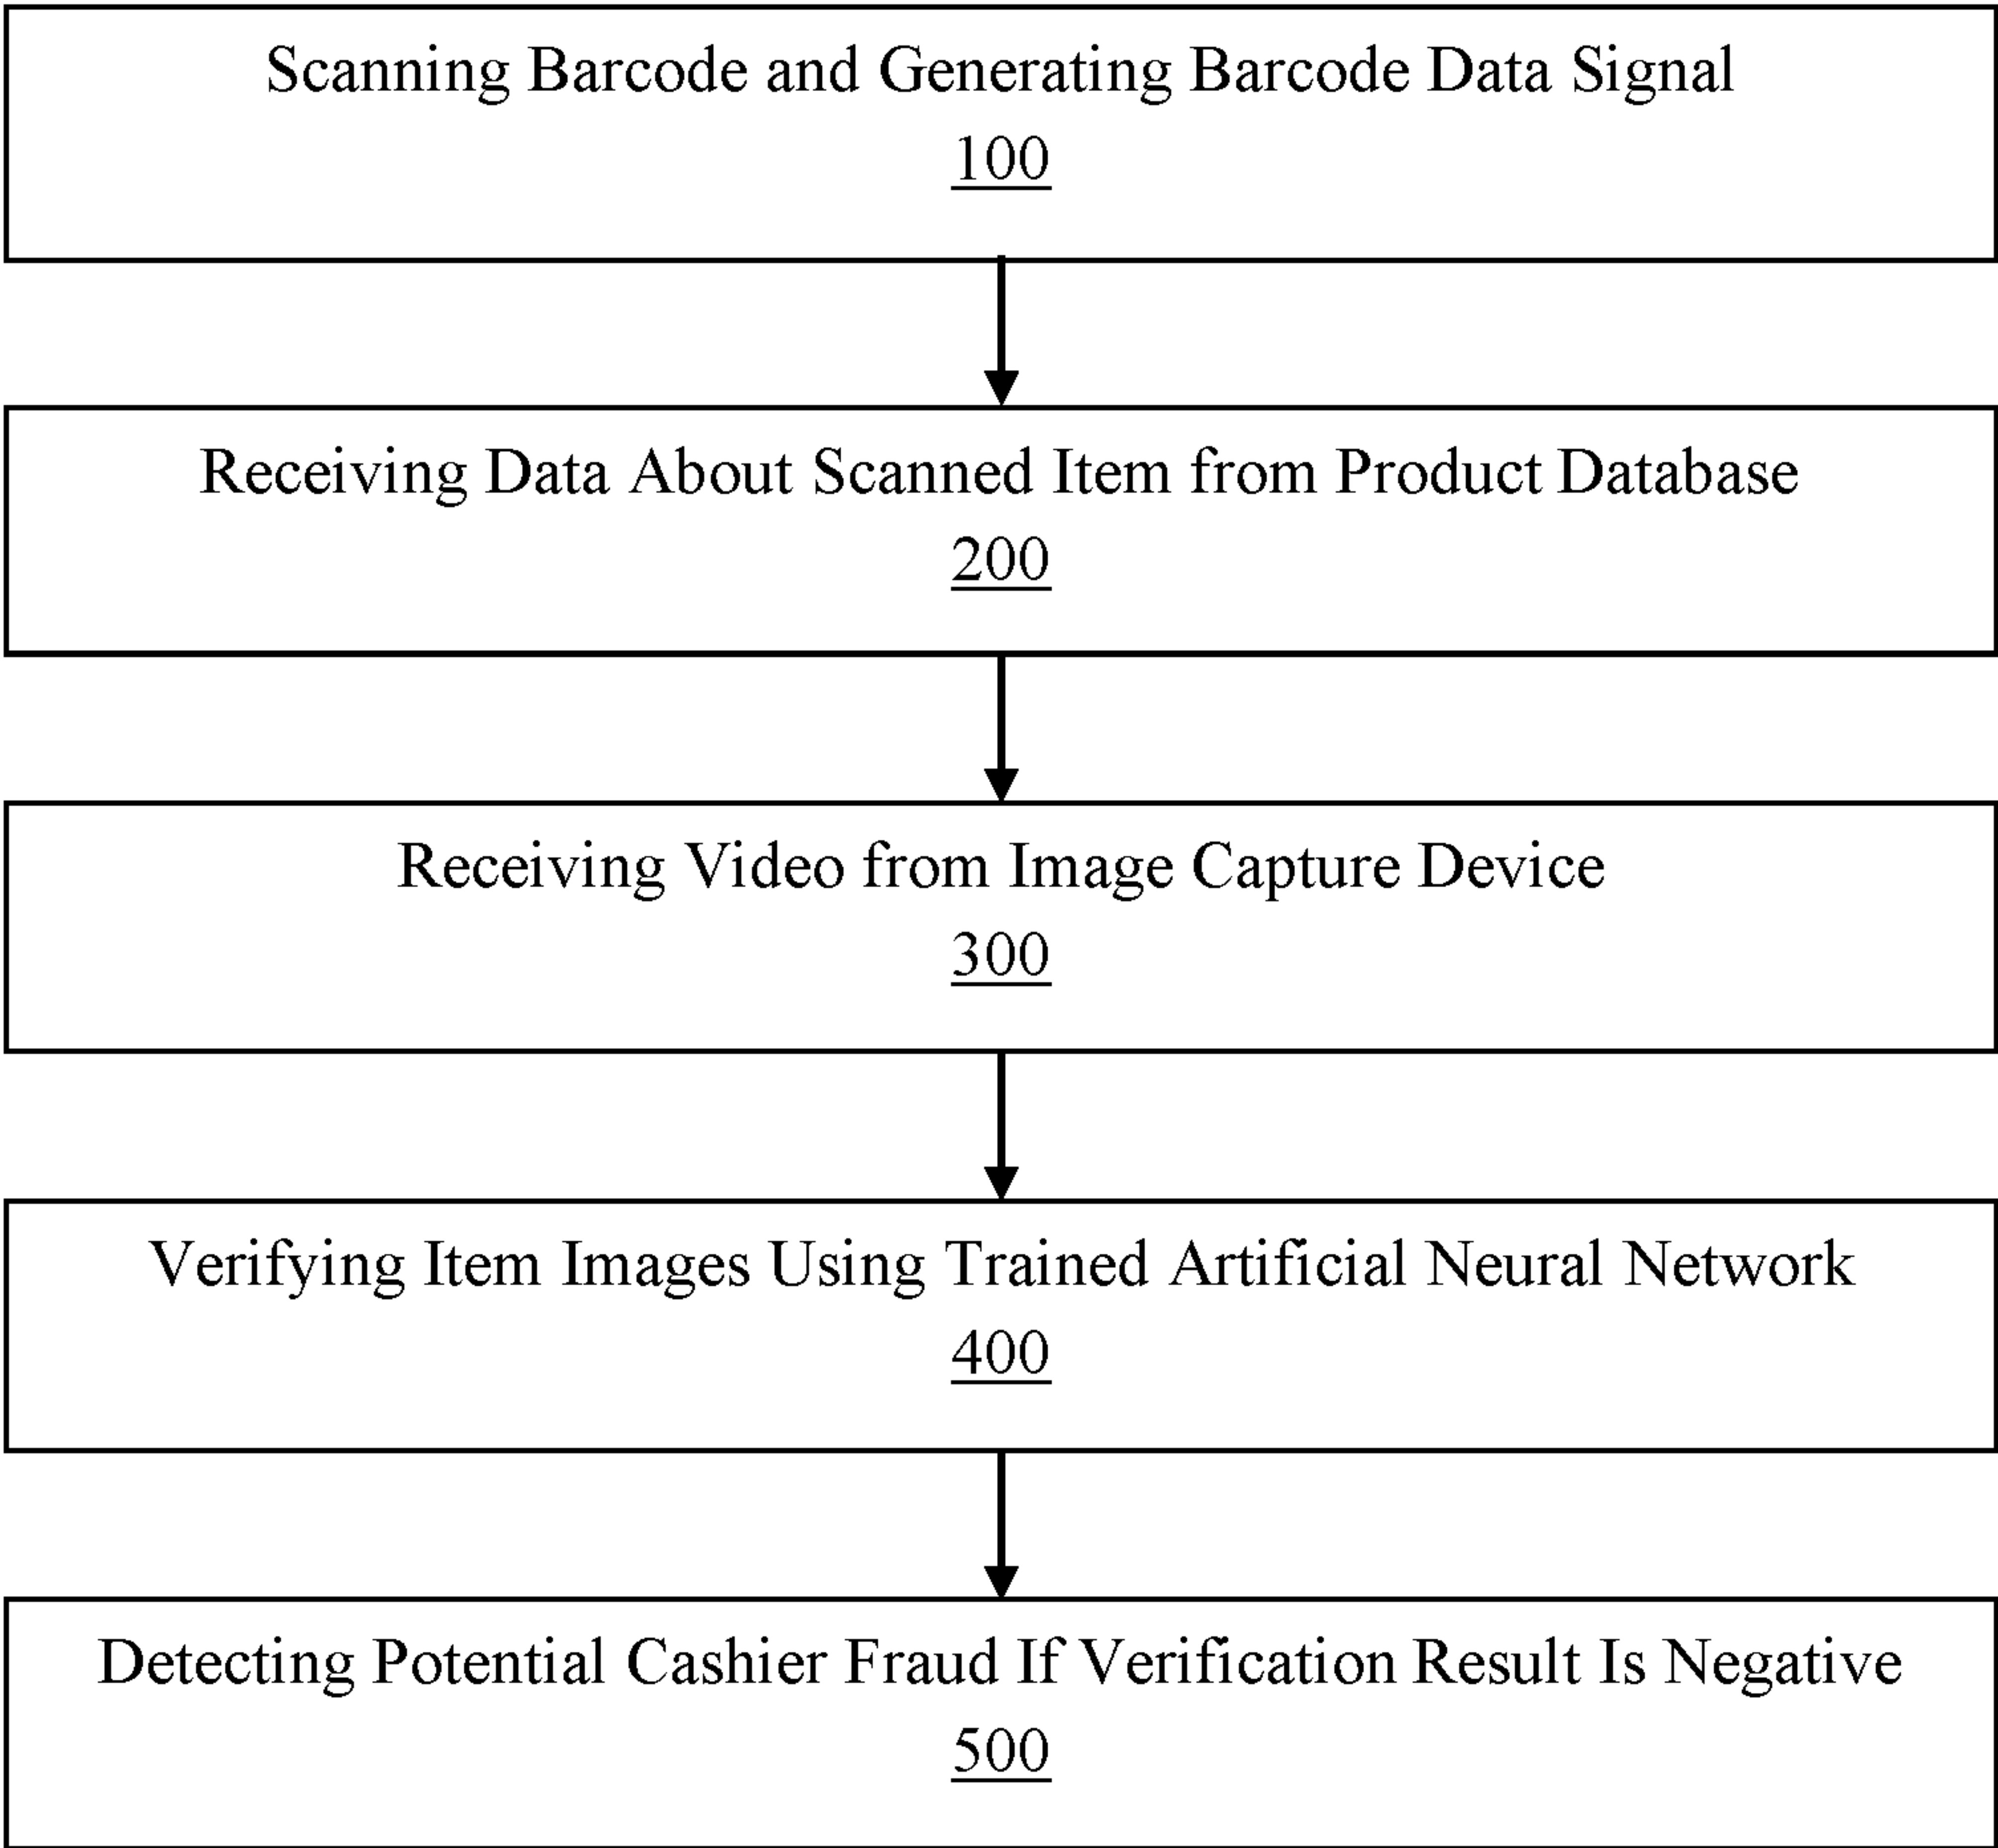 Scanning Barcode and Generating Barcode Data Signal
100
Receiving Data About Scanned Item from Product Database
200
Receiving Video from Image Capture Device
300
Verifying Item Images Using Trained Artificial Neural Network
400
Detecting Potential Cashier Fraud If Verification Result Is Negative
500